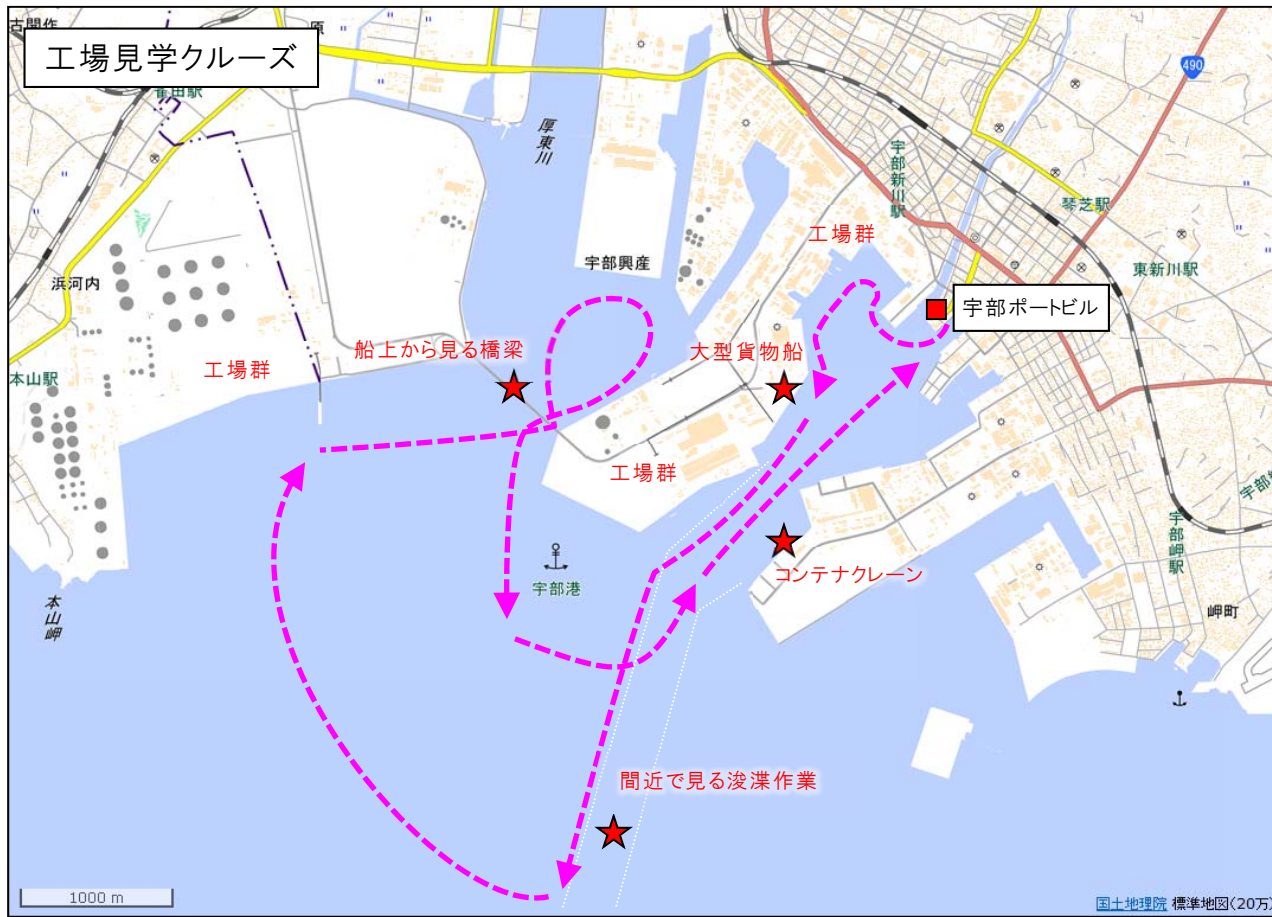 古開作
原
工場見学クルーズ
雀田駅
490
厚東川
宇部新川駅
琴芝駅
工場群
宇部興産
東新川駅
浜河内
宇部ポートビル
船上から見る橋梁
大型貨物船
工場群
本山駅
工場群
宇部岬駅
コンテナクレーン
宇部港
本山岬
岬町
間近で見る浚渫作業
1000 m
国土地理院 標準地図(20万)